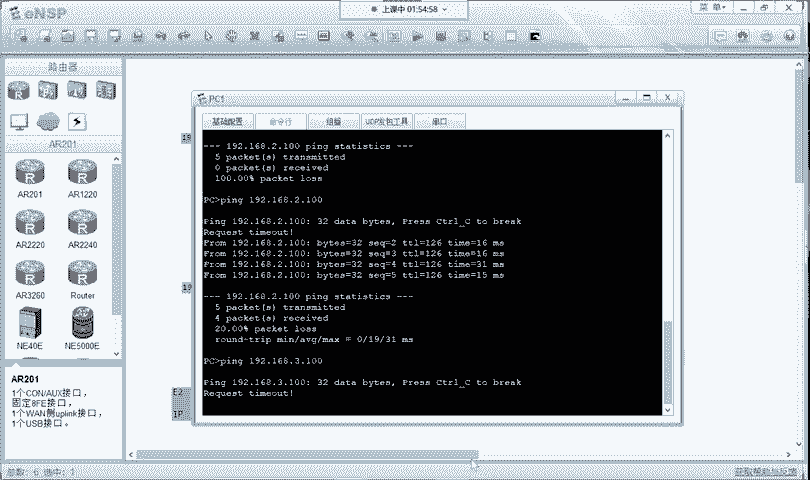 eNSP
上课中 01:54:58
菜 单
路由器
AR201
AR201
AR1220
AR2220
AR2240
AR3260
Router
NE40E
NE5000E
AR201
1个CON/AUX接口，
固定8FE接口，
1个WAN侧uplink接口，
1个USB接口。
PC1
基础配置
命令行
组播
UDP发包工具
串口
--- 192.168.2.100 ping statistics ---
5 packet(s) transmitted
0 packet(s) received
100.00% packet loss
PC>ping 192.168.2.100
Ping 192.168.2.100: 32 data bytes, Press Ctrl_C to break
Request timeout!
From 192.168.2.100: bytes=32 seq=2 ttl=126 time=16 ms
From 192.168.2.100: bytes=32 seq=3 ttl=126 time=16 ms
From 192.168.2.100: bytes=32 seq=4 ttl=126 time=31 ms
From 192.168.2.100: bytes=32 seq=5 ttl=126 time=15 ms
--- 192.168.2.100 ping statistics ---
5 packet(s) transmitted
4 packet(s) received
20.00% packet loss
round-trip min/avg/max = 0/19/31 ms
PC>ping 192.168.3.100
Ping 192.168.3.100: 32 data bytes, Press Ctrl_C to break
Request timeout!
19
19
E2
IP
总数: 6 选中: 1
获取帮助与反馈